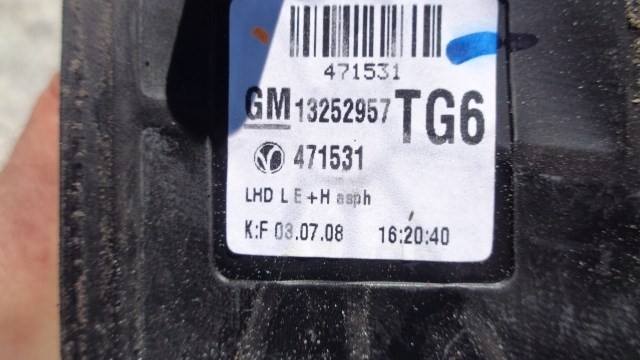 471531
GM 13252957 TG6
471531
LHD L E+H asph
K:F 03.07.08 16:20:40